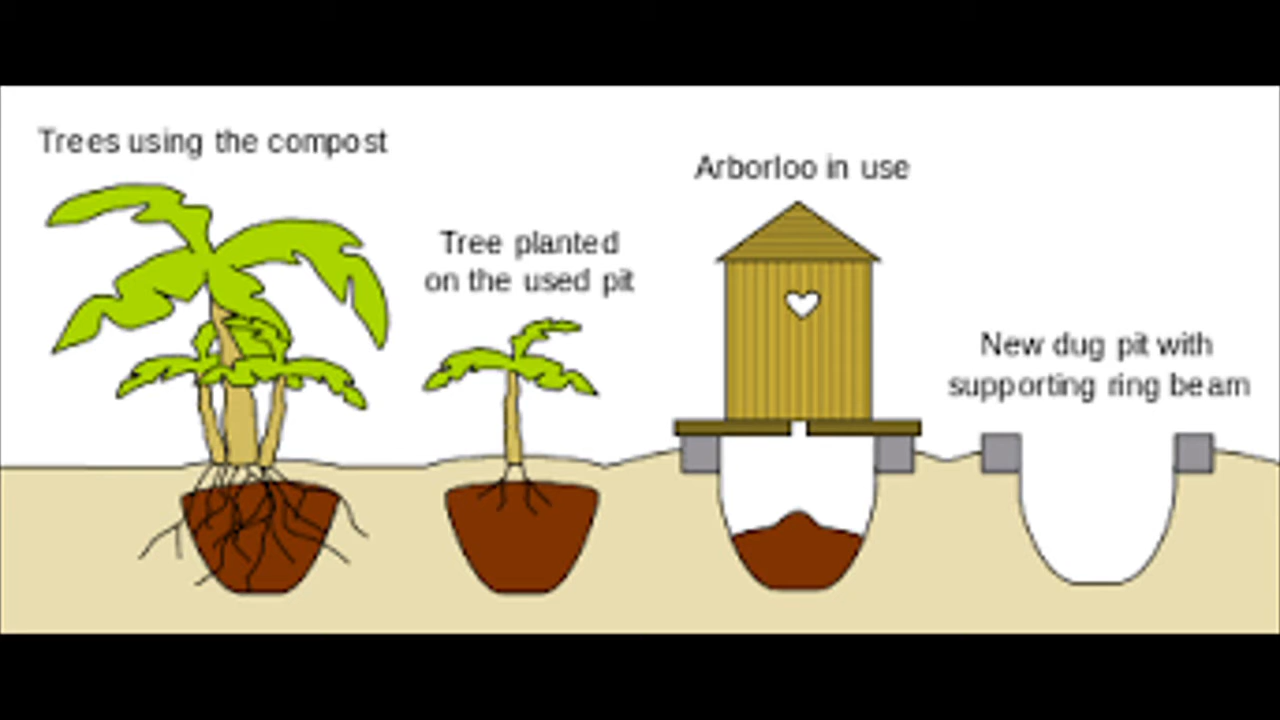 Trees using the compost
Arborloo in use
Tree planted
on the used pit
New dug pit with
supporting ring beam